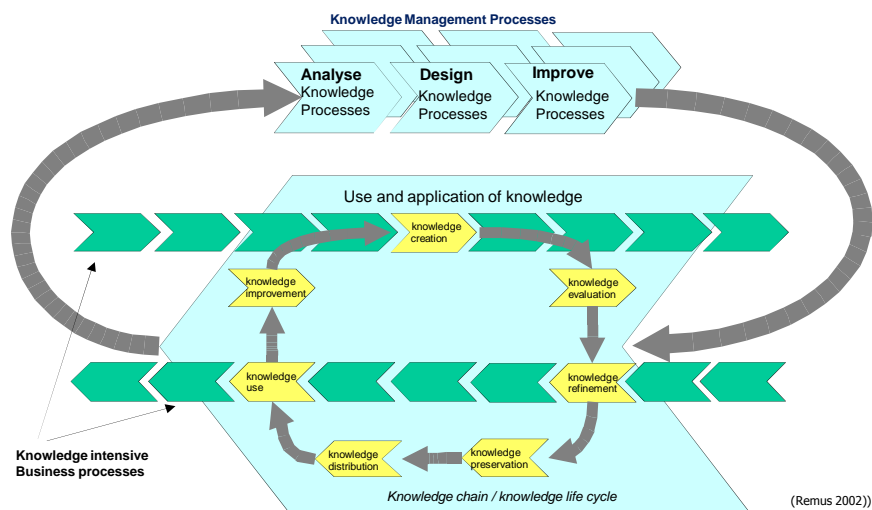 Knowledge Management Processes
Analyse
Knowledge
Processes
Design
Knowledge
Processes
Improve
Knowledge
Processes
Use and application of knowledge
knowledge
creation
knowledge
improvement
knowledge
evaluation
knowledge
use
knowledge
refinement
knowledge
distribution
knowledge
preservation
Knowledge intensive
Business processes
Knowledge chain / knowledge life cycle
(Remus 2002))